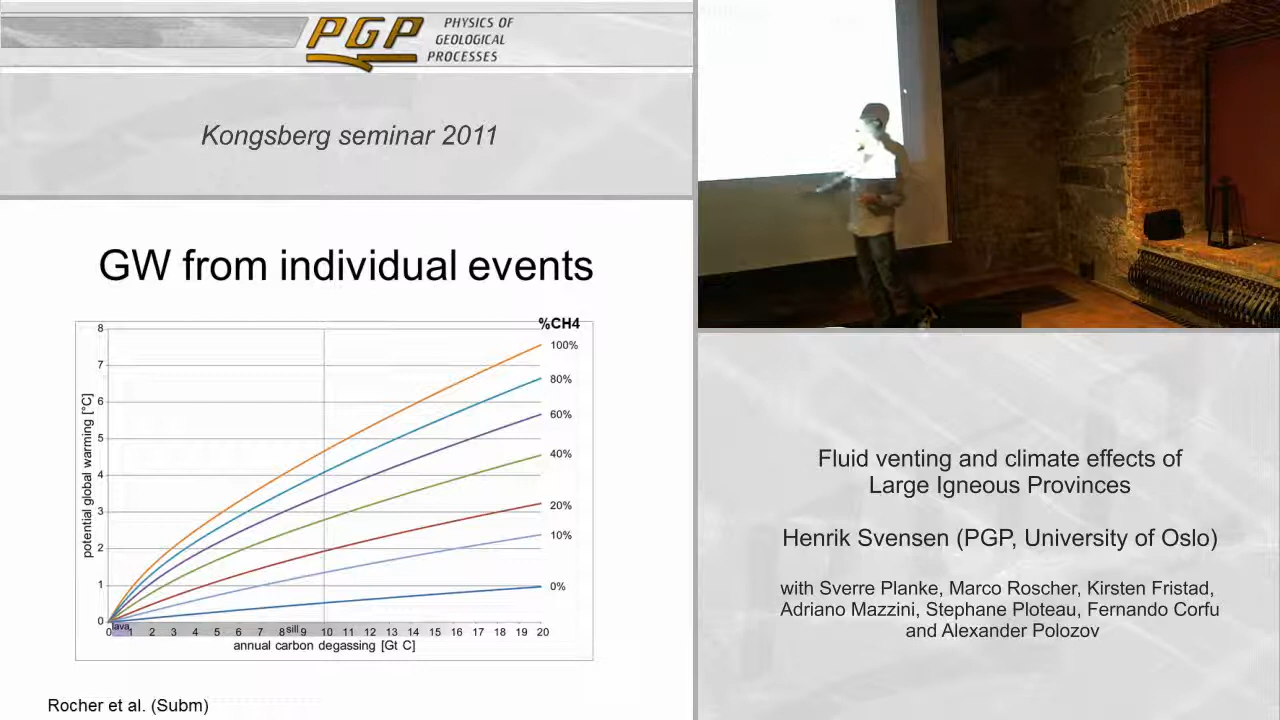 PGP
PHYSICS OF
GEOLOGICAL
PROCESSES
Kongsberg seminar 2011
GW from individual events
%CH4
8
7
6
5
4
3
2
1
0
potential global warming [°C]
100%
80%
60%
40%
20%
10%
0%
lava
sill
0 1 2 3 4 5 6 7 8 9 10 11 12 13 14 15 16 17 18 19 20
annual carbon degassing [Gt C]
Rocher et al. (Subm)
Fluid venting and climate effects of
Large Igneous Provinces
Henrik Svensen (PGP, University of Oslo)
with Sverre Planke, Marco Roscher, Kirsten Fristad,
Adriano Mazzini, Stephane Ploteau, Fernando Corfu
and Alexander Polozov